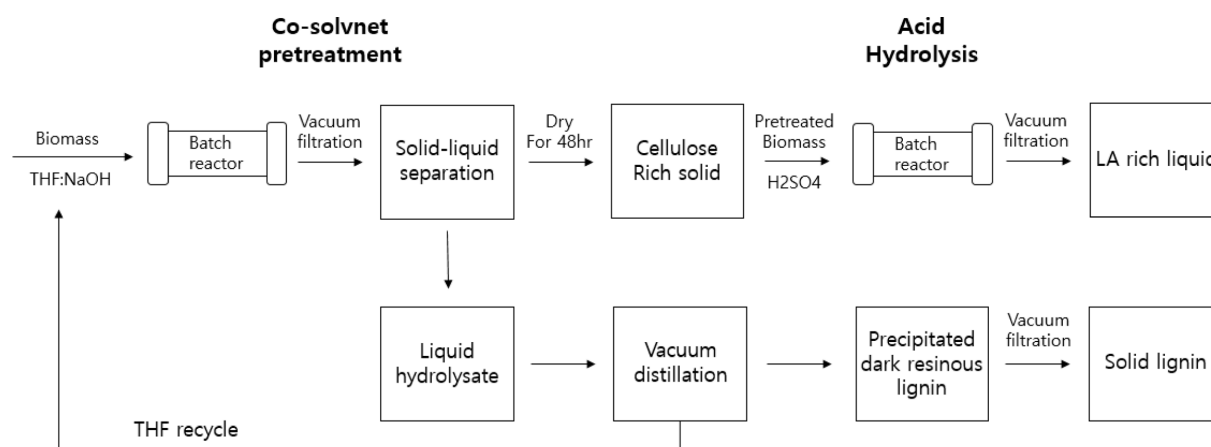 Co-solvnet
pretreatment
Acid
Hydrolysis
Biomass
THF:NaOH
Batch
reactor
Vacuum
filtration
Solid-liquid
separation
Dry
For 48hr
Cellulose
Rich solid
Pretreated
Biomass
H2SO4
Batch
reactor
Vacuum
filtration
LA rich liquid
Liquid
hydrolysate
Vacuum
distillation
Precipitated
dark resinous
lignin
Vacuum
filtration
Solid lignin
THF recycle